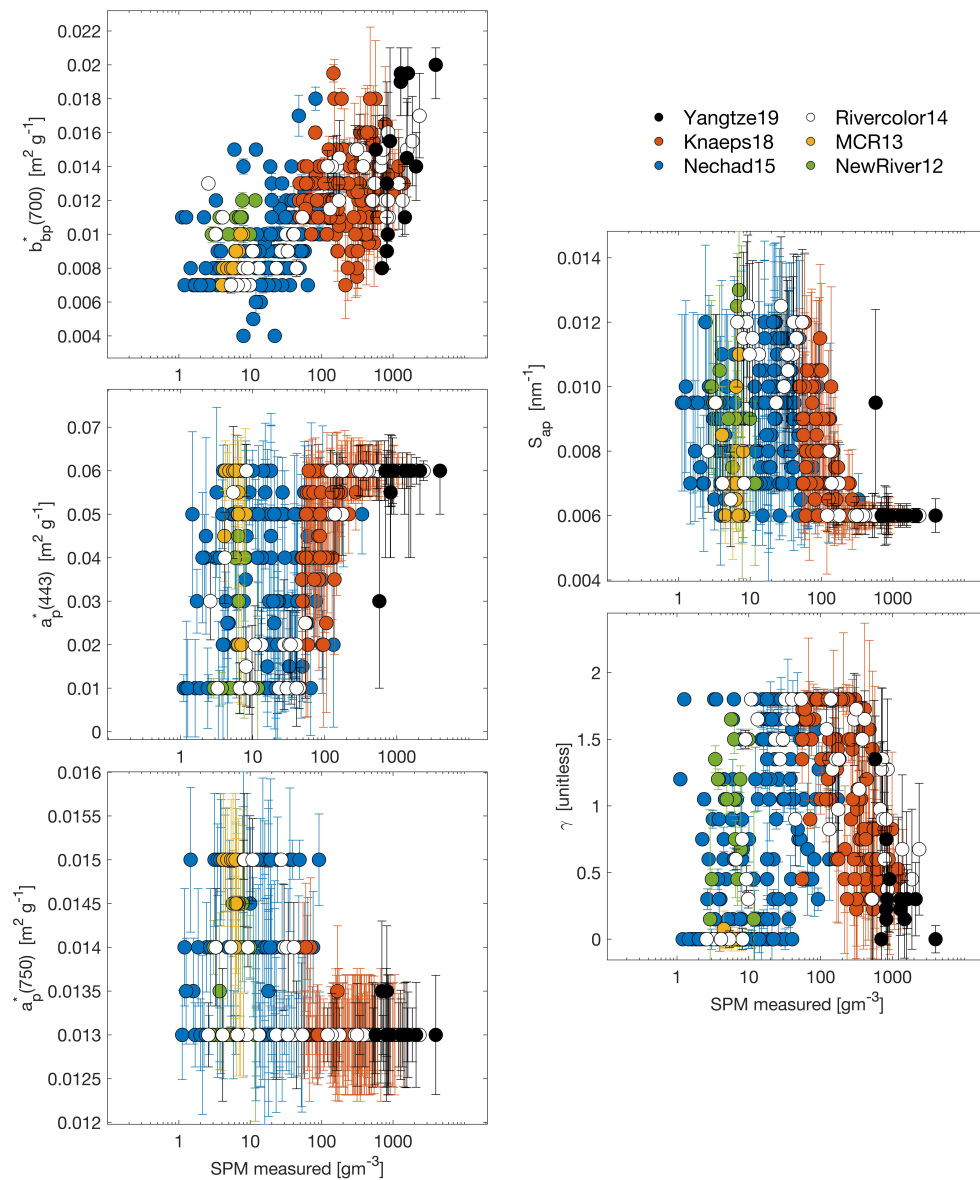 0.022
0.02
0.018
0.016
0.014
0.012
0.01
0.008
0.006
0.004
b*bp(700) [m² g⁻¹]
1 10 100 1000
Yangtze19
Knaeps18
Nechad15
Rivercolor14
MCR13
NewRiver12
0.07
0.06
0.05
0.04
0.03
0.02
0.01
0
a*p(443) [m² g⁻¹]
1 10 100 1000
0.014
0.012
0.010
0.008
0.006
0.004
Sap [nm⁻¹]
1 10 100 1000
0.016
0.0155
0.015
0.0145
0.014
0.0135
0.013
0.0125
0.012
a*p(750) [m² g⁻¹]
1 10 100 1000
SPM measured [gm⁻³]
2
1.5
1
0.5
0
γ [unitless]
1 10 100 1000
SPM measured [gm⁻³]